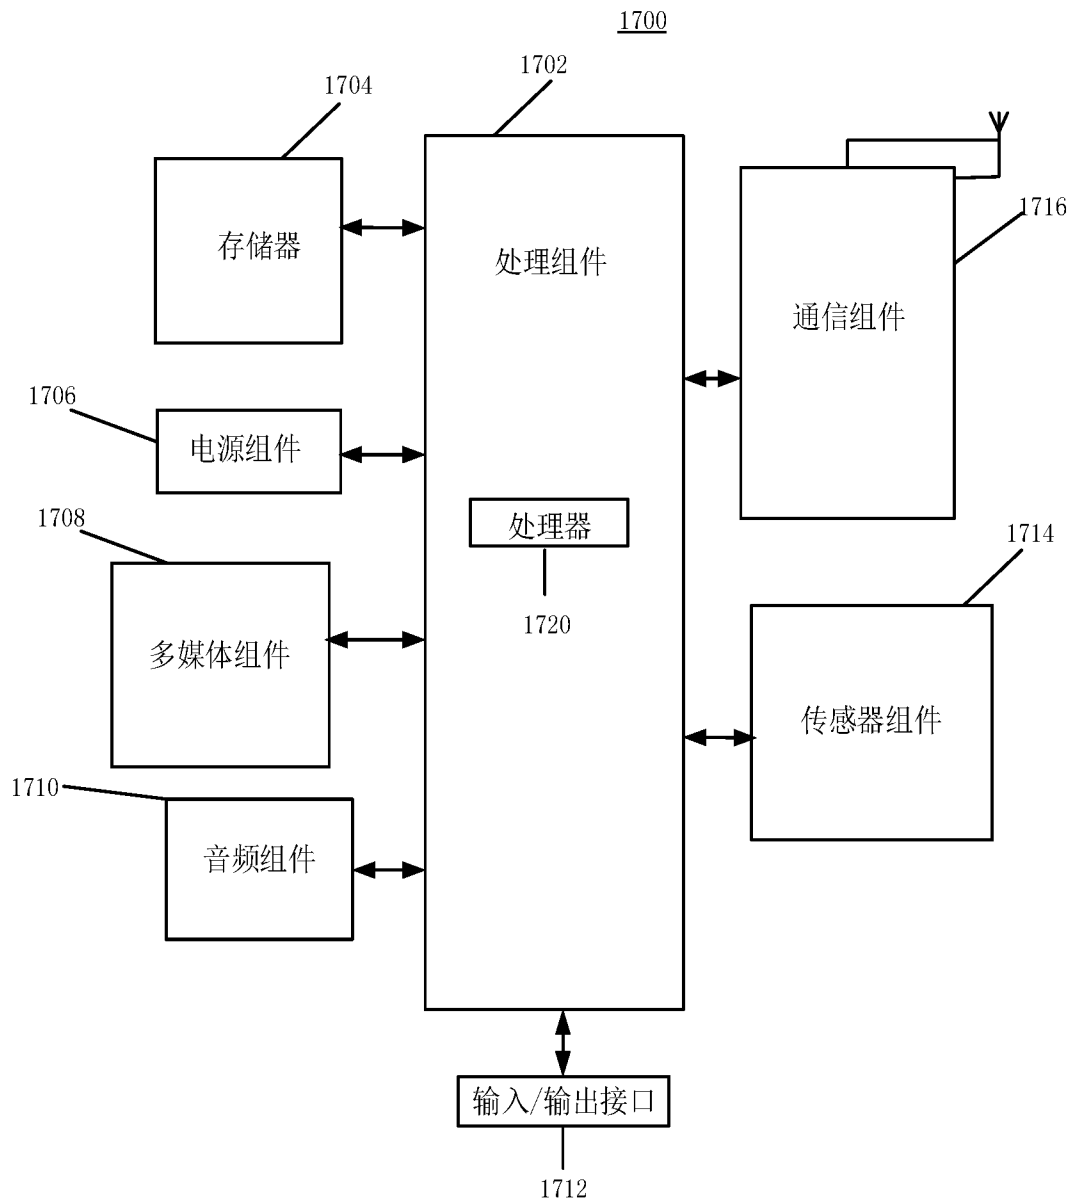 1700
1702
1704
存储器
处理组件
1716
通信组件
1706
电源组件
1708
处理器
1714
1720
多媒体组件
传感器组件
1710
音频组件
输入/输出接口
1712